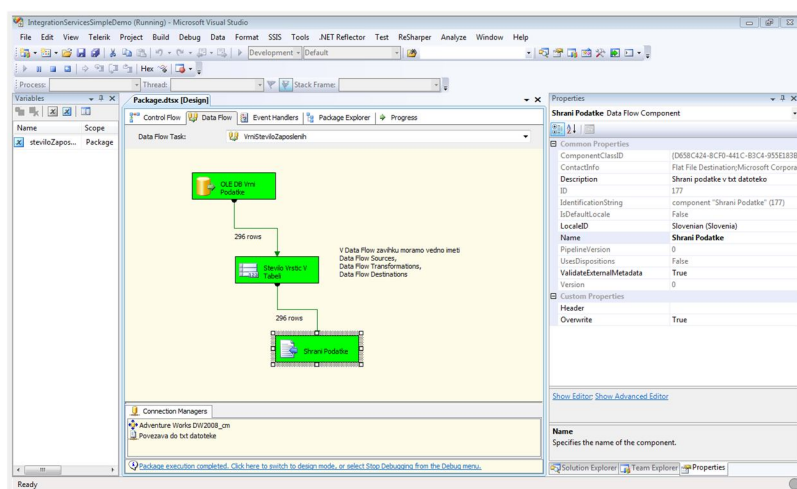 IntegrationServicesSimpleDemo (Running) - Microsoft Visual Studio
File Edit View Telerik Project Build Debug Data Format SSIS Tools .NET Reflector Test ReSharper Analyze Window Help
Development Default
Hex
Process: Thread: Stack Frame:
Variables
Name Scope
steviloZapos... Package
Package.dtsx [Design]
Control Flow Data Flow Event Handlers Package Explorer Progress
Data Flow Task: VrniSteviloZaposlenih
OLE DB Vrni
Podatke
296 rows
Stevilo Vrstic V
Tabeli
V Data Flow zavihku moramo vedno imeti
Data Flow Sources,
Data Flow Transformations,
Data Flow Destinations
296 rows
Shrani Podatke
Connection Managers
Adventure Works DW2008_cm
Povezava do txt datoteke
Package execution completed. Click here to switch to design mode, or select Stop Debugging from the Debug menu.
Properties
Shrani Podatke Data Flow Component
Common Properties
ComponentClassID {D658C424-8CF0-441C-B3C4-955E183B
ContactInfo Flat File Destination;Microsoft Corpora
Description Shrani podatke v txt datoteko
ID 177
IdentificationString component "Shrani Podatke" (177)
IsDefaultLocale False
LocaleID Slovenian (Slovenia)
Name Shrani Podatke
PipelineVersion 0
UsesDispositions False
ValidateExternalMetadata True
Version 0
Custom Properties
Header
Overwrite True
Show Editor, Show Advanced Editor
Name
Specifies the name of the component.
Solution Explorer Team Explorer Properties
Ready